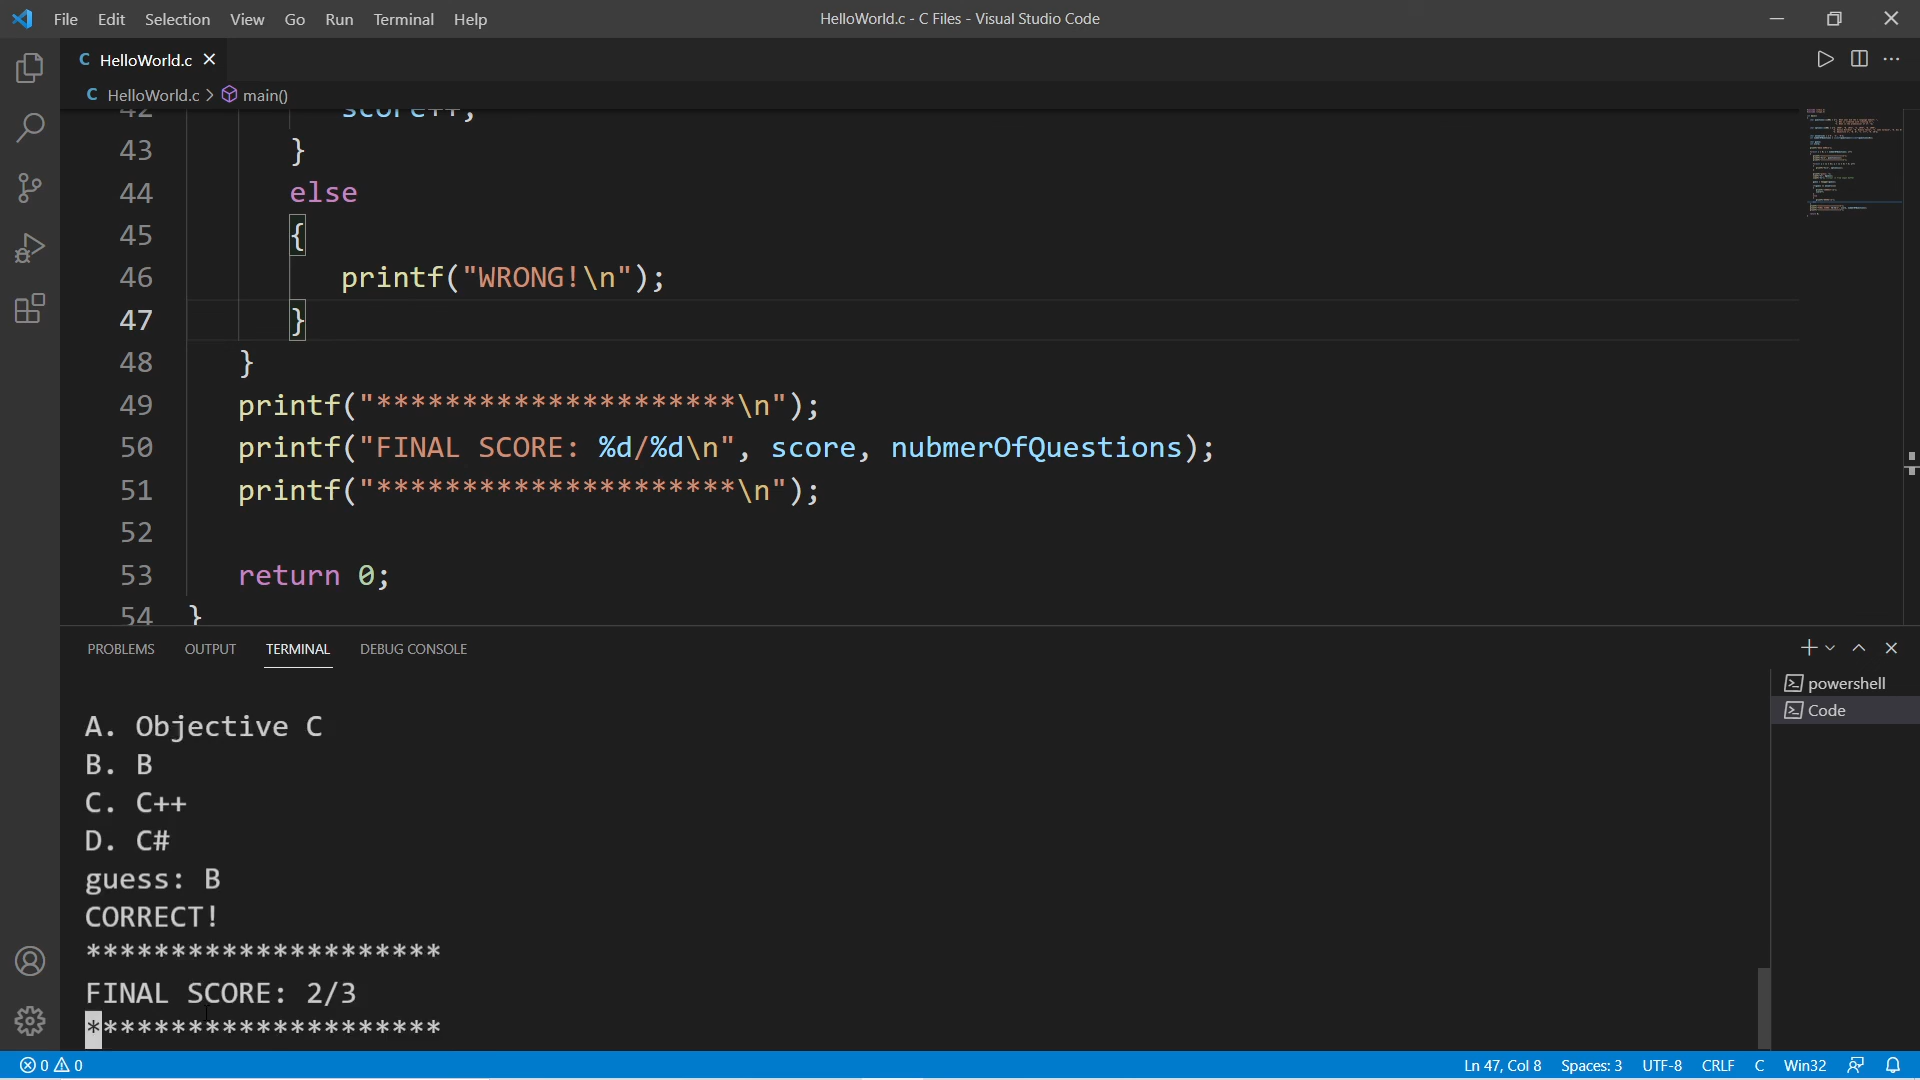 File Edit Selection View Go Run Terminal Help HelloWorld.c - C Files - Visual Studio Code
C HelloWorld.c
C HelloWorld.c > main()
42 score++;
43 }
44 else
45 {
46 printf("WRONG!\n");
47 }
48 }
49 printf("*********************\n");
50 printf("FINAL SCORE: %d/%d\n", score, nubmerOfQuestions);
51 printf("*********************\n");
52
53 return 0;
54 }
PROBLEMS OUTPUT TERMINAL DEBUG CONSOLE
powershell
Code
A. Objective C
B. B
C. C++
D. C#
guess: B
CORRECT!
*********************
FINAL SCORE: 2/3
*********************
0 0 Ln 47, Col 8 Spaces: 3 UTF-8 CRLF C Win32